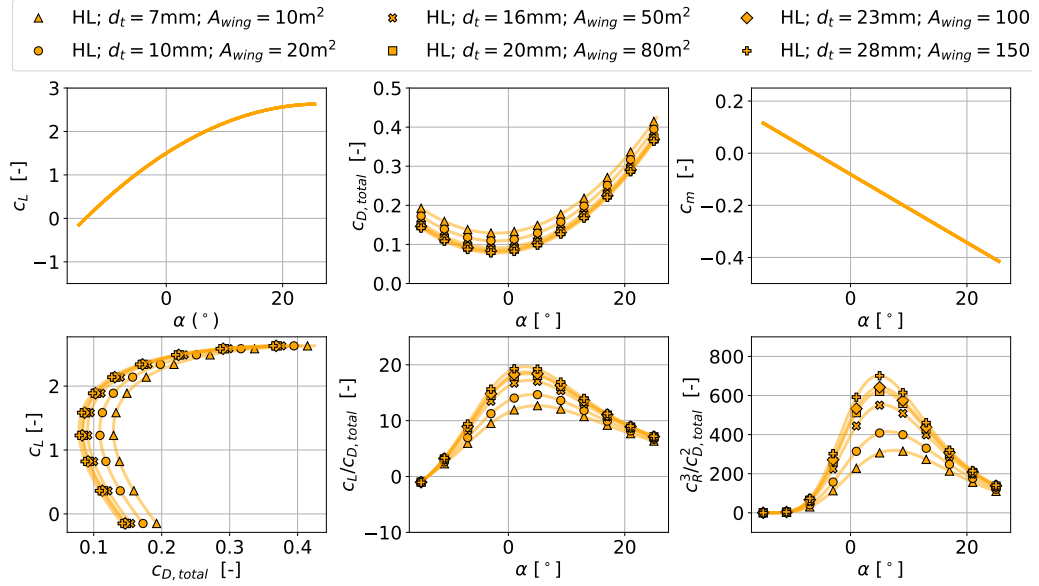 HL; d_t = 7mm; A_wing = 10m²
HL; d_t = 16mm; A_wing = 50m²
HL; d_t = 23mm; A_wing = 100
HL; d_t = 10mm; A_wing = 20m²
HL; d_t = 20mm; A_wing = 80m²
HL; d_t = 28mm; A_wing = 150
3
2
1
0
−1
c_L [-]
0
20
α (°)
0.5
0.4
0.3
0.2
0.1
0.0
c_D,total [-]
0
20
α [°]
0.2
0.0
−0.2
−0.4
c_m [-]
0
20
α [°]
2
1
0
c_L [-]
0.1
0.2
0.3
0.4
c_D,total [-]
20
10
0
−10
c_L/c_D,total [-]
0
20
α [°]
800
600
400
200
0
c_R³/c_D,total² [-]
0
20
α [°]